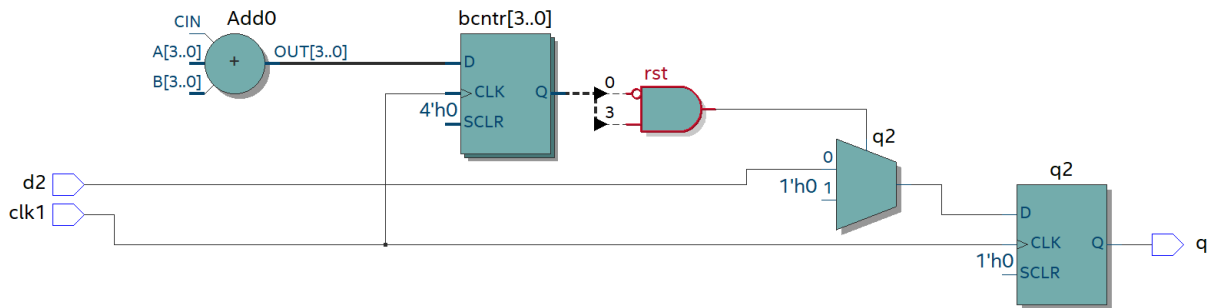 CIN
Add0
A[3..0]
+
OUT[3..0]
B[3..0]
bcntr[3..0]
D
CLK
Q
4'h0
SCLR
0
3
rst
q2
0
1'h0
1
d2
clk1
q2
D
CLK
Q
1'h0
SCLR
q